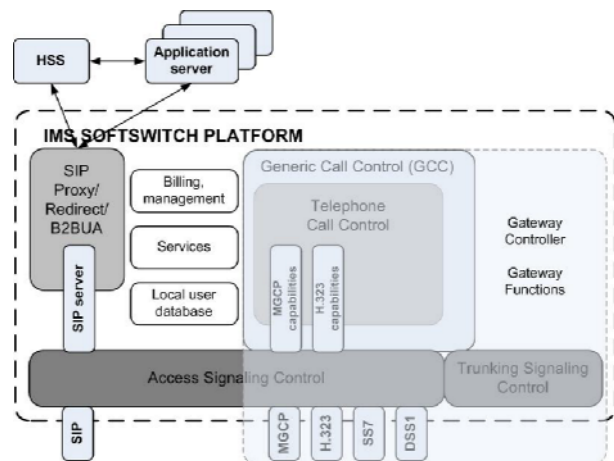 HSS
Application
server
IMS SOFTSWITCH PLATFORM
SIP
Proxy/
Redirect/
B2BUA
SIP server
Billing,
management
Services
Local user
database
Generic Call Control (GCC)
Telephone
Call Control
MGCP
capabilities
H.323
capabilities
Gateway
Controller
Gateway
Functions
Access Signaling Control
Trunking Signaling
Control
SIP
MGCP
H.323
SS7
DSS1